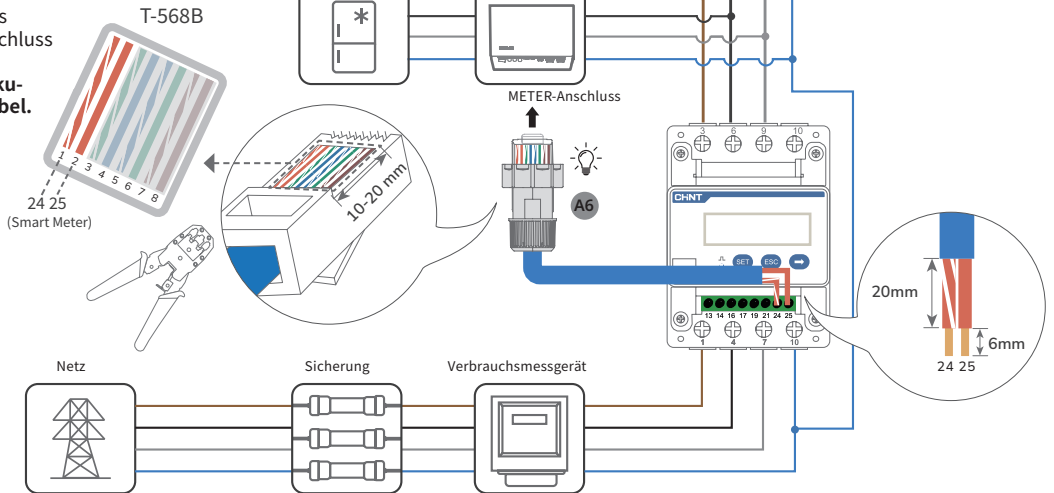 s
chluss
ku-
bel.
T-568B
1 2 3 4 5 6 7 8
24 25
(Smart Meter)
10-20 mm
METER-Anschluss
A6
3 6 9 10
CHNT
SET ESC
13 14 16 17 19 21 24 25
1 4 7 10
20mm
6mm
24 25
Netz
Sicherung
Verbrauchsmessgerät